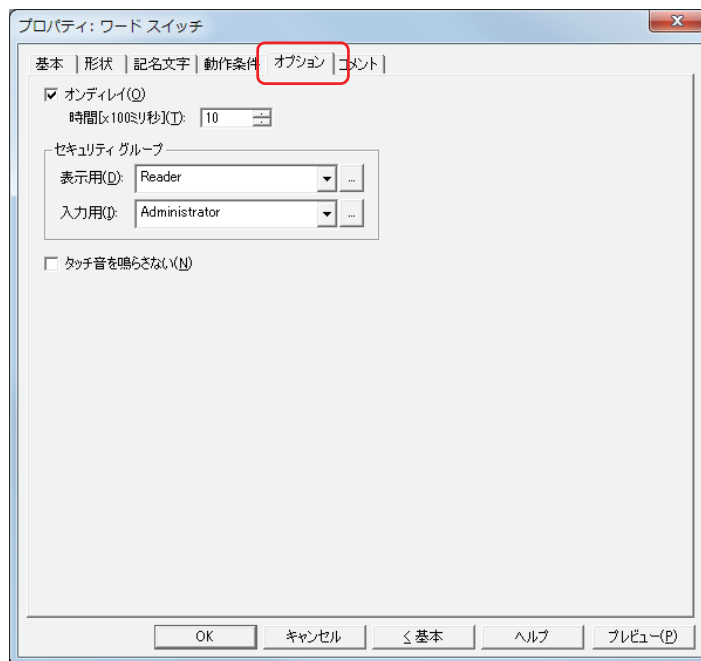 プロパティ: ワード スイッチ
基本 形状 記名文字 動作条件 オプション コメント
オンディレイ(O)
時間[x100ミリ秒](T): 10
セキュリティ グループ
表示用(D): Reader ...
入力用(I): Administrator ...
タッチ音を鳴らさない(N)
OK キャンセル < 基本 ヘルプ プレビュー(P)